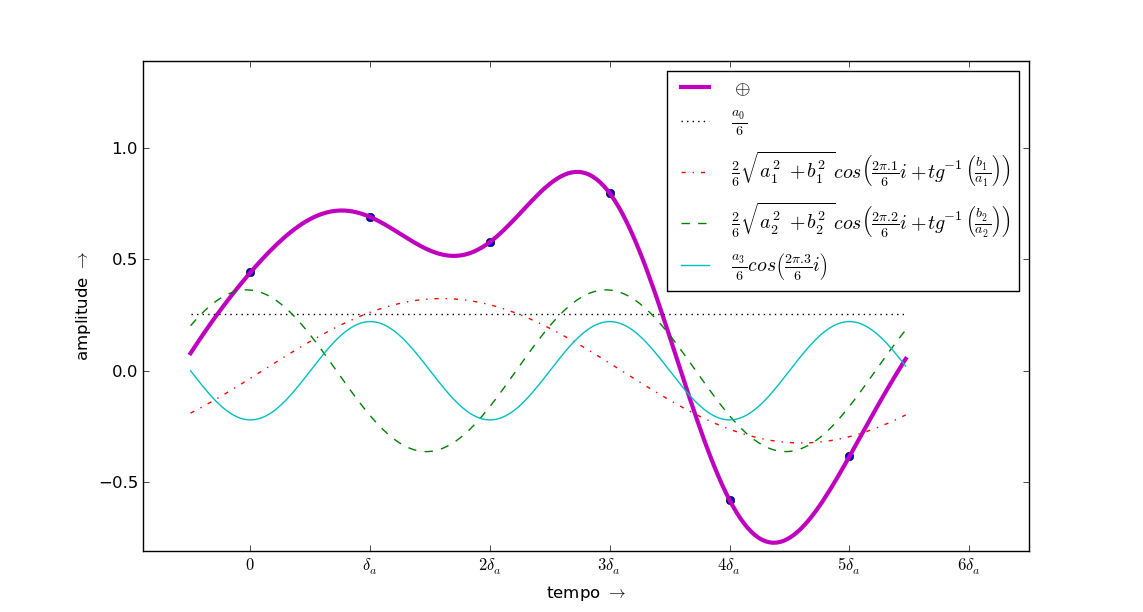 ⊕
a₀/6
2/6 √(a₁² + b₁²) cos(2π.1/6 i + tg⁻¹(b₁/a₁))
2/6 √(a₂² + b₂²) cos(2π.2/6 i + tg⁻¹(b₂/a₂))
a₃/6 cos(2π.3/6 i)
1.0
0.5
0.0
−0.5
amplitude →
0 δₐ 2δₐ 3δₐ 4δₐ 5δₐ 6δₐ
tempo →